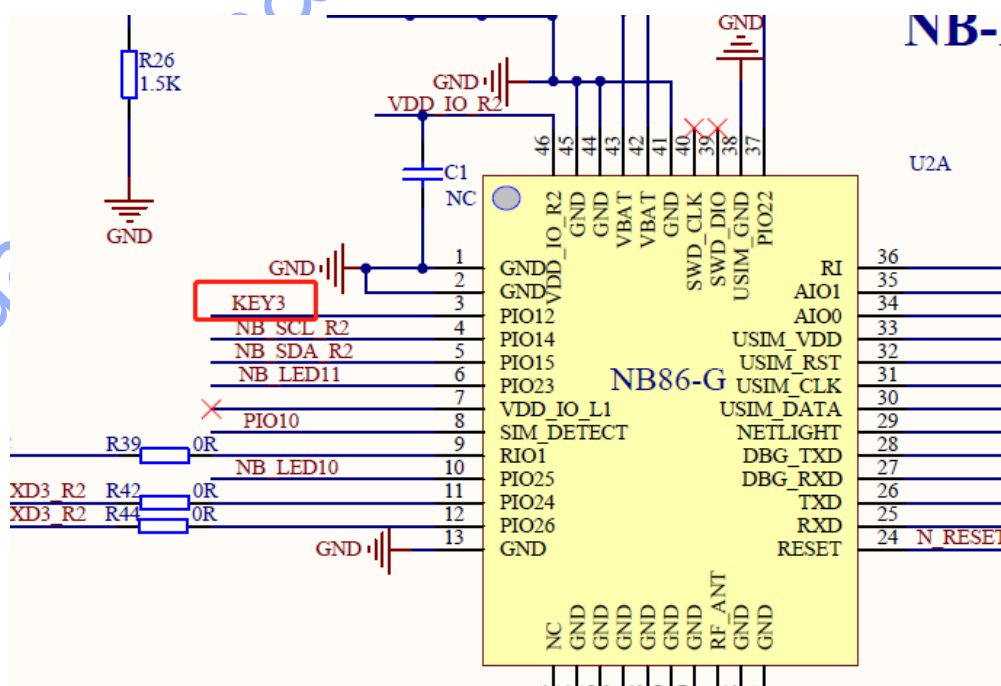 NB-
GND
R26
1.5K
GND
VDD_IO_R2
C1
NC
GND
U2A
46 45 44 43 42 41 40 39 38 37
VDD_IO_R2
GND
GND
VBAT
VBAT
GND
SWD_CLK
SWD_DIO
USIM_GND
PIO22
GND
KEY3
NB_SCL_R2
NB_SDA_R2
NB_LED11
PIO10
R39 0R
NB_LED10
XD3_R2 R42 0R
XD3_R2 R44 0R
GND
1 GND
2 GND
3 PIO12
4 PIO14
5 PIO15
6 PIO23
7 VDD_IO_L1
8 SIM_DETECT
9 RIO1
10 PIO25
11 PIO24
12 PIO26
13 GND
NB86-G
RI 36
AIO1 35
AIO0 34
USIM_VDD 33
USIM_RST 32
USIM_CLK 31
USIM_DATA 30
NETLIGHT 29
DBG_TXD 28
DBG_RXD 27
TXD 26
RXD 25
RESET 24 N_RESET
NC
GND
GND
GND
GND
GND
GND
RF_ANT
GND
GND